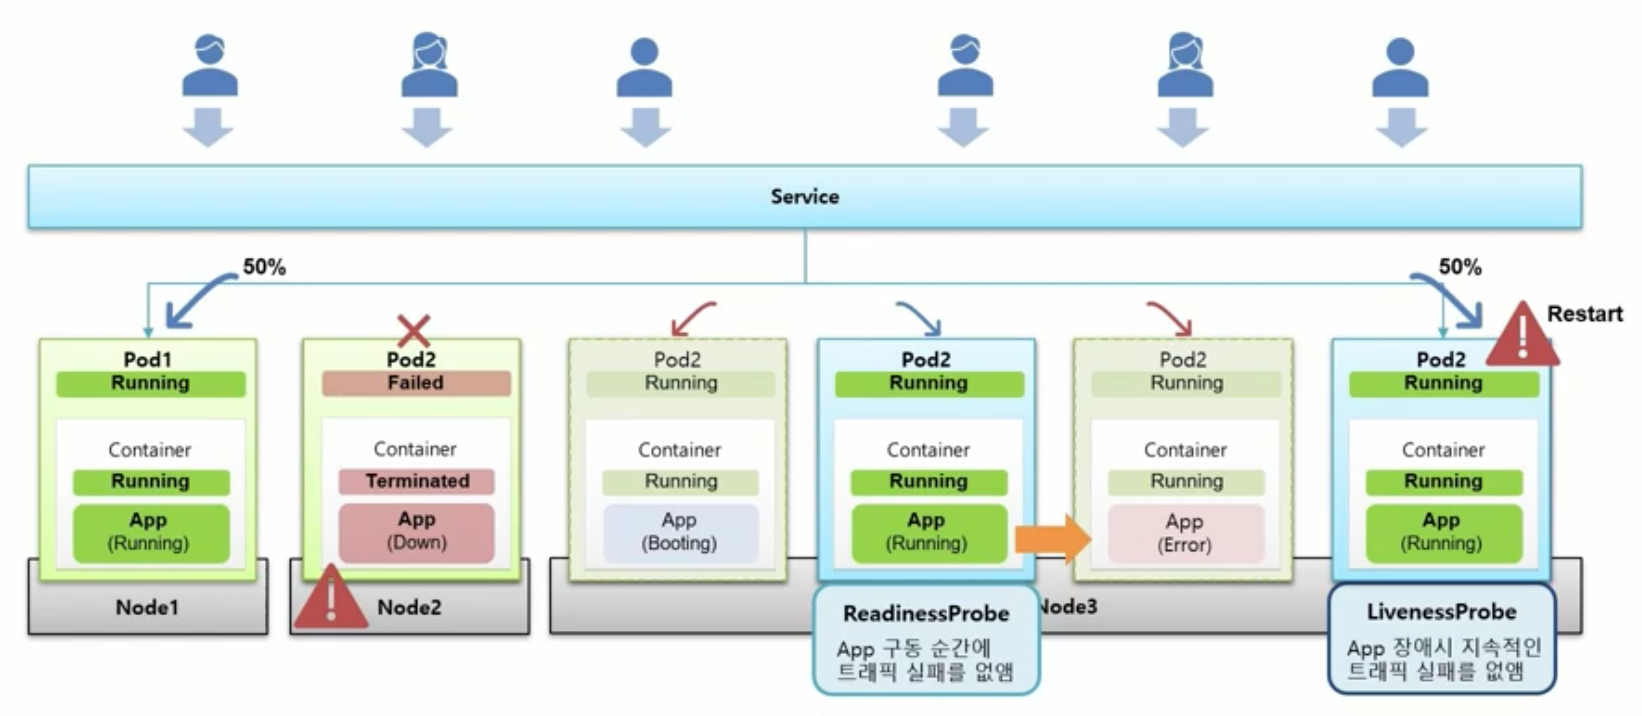 Service
50%
50%
Restart
Pod1
Running
Container
Running
App
(Running)
Node1
Pod2
Failed
Container
Terminated
App
(Down)
Node2
Pod2
Running
Container
Running
App
(Booting)
Pod2
Running
Container
Running
App
(Running)
ReadinessProbe
App 구동 순간에
트래픽 실패를 없앰
Node3
Pod2
Running
Container
Running
App
(Error)
Pod2
Running
Container
Running
App
(Running)
LivenessProbe
App 장애시 지속적인
트래픽 실패를 없앰